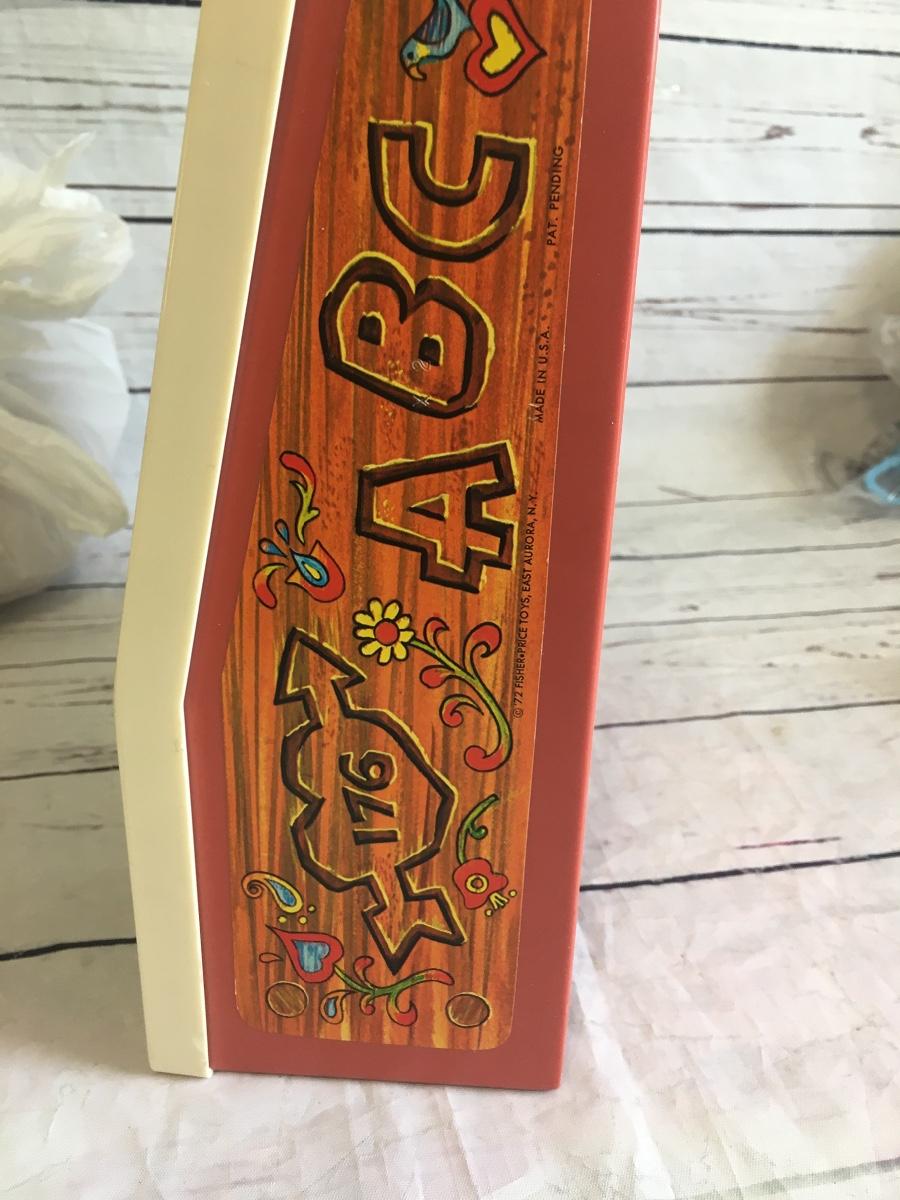 ABC
176
© '72 FISHER•PRICE TOYS, EAST AURORA, N.Y. MADE IN U.S.A. PAT. PENDING